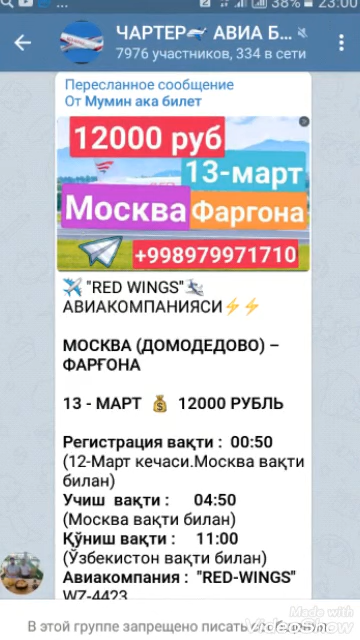 38% 23:00
ЧАРТЕР АВИА Б...
7976 участников, 334 в сети
Пересланное сообщение
От Мумин ака билет
12000 руб
13-март
Москва Фаргона
+998979971710
"RED WINGS"
АВИАКОМПАНИЯСИ
МОСКВА (ДОМОДЕДОВО) –
ФАРҒОНА
13 - МАРТ 12000 РУБЛЬ
Регистрация вақти : 00:50
(12-Март кечаси.Москва вақти
билан)
Учиш вақти : 04:50
(Москва вақти билан)
Қўниш вақти : 11:00
(Ўзбекистон вақти билан)
Авиакомпания : "RED-WINGS"
WZ-4423
Made with
VideoShow
В этой группе запрещено писать сообщения